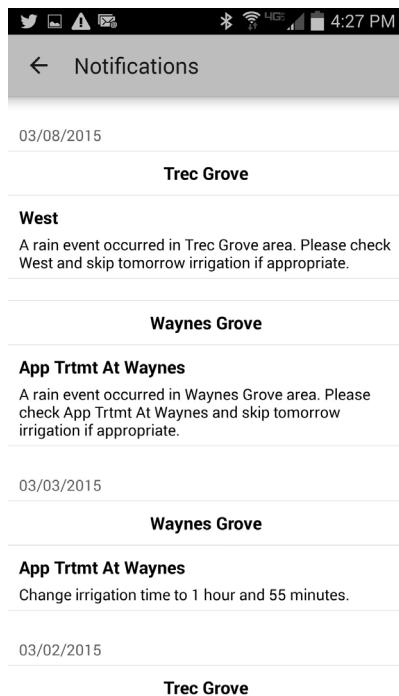 4G 4:27 PM
Notifications
03/08/2015
Trec Grove
West
A rain event occurred in Trec Grove area. Please check
West and skip tomorrow irrigation if appropriate.
Waynes Grove
App Trtmt At Waynes
A rain event occurred in Waynes Grove area. Please
check App Trtmt At Waynes and skip tomorrow
irrigation if appropriate.
03/03/2015
Waynes Grove
App Trtmt At Waynes
Change irrigation time to 1 hour and 55 minutes.
03/02/2015
Trec Grove